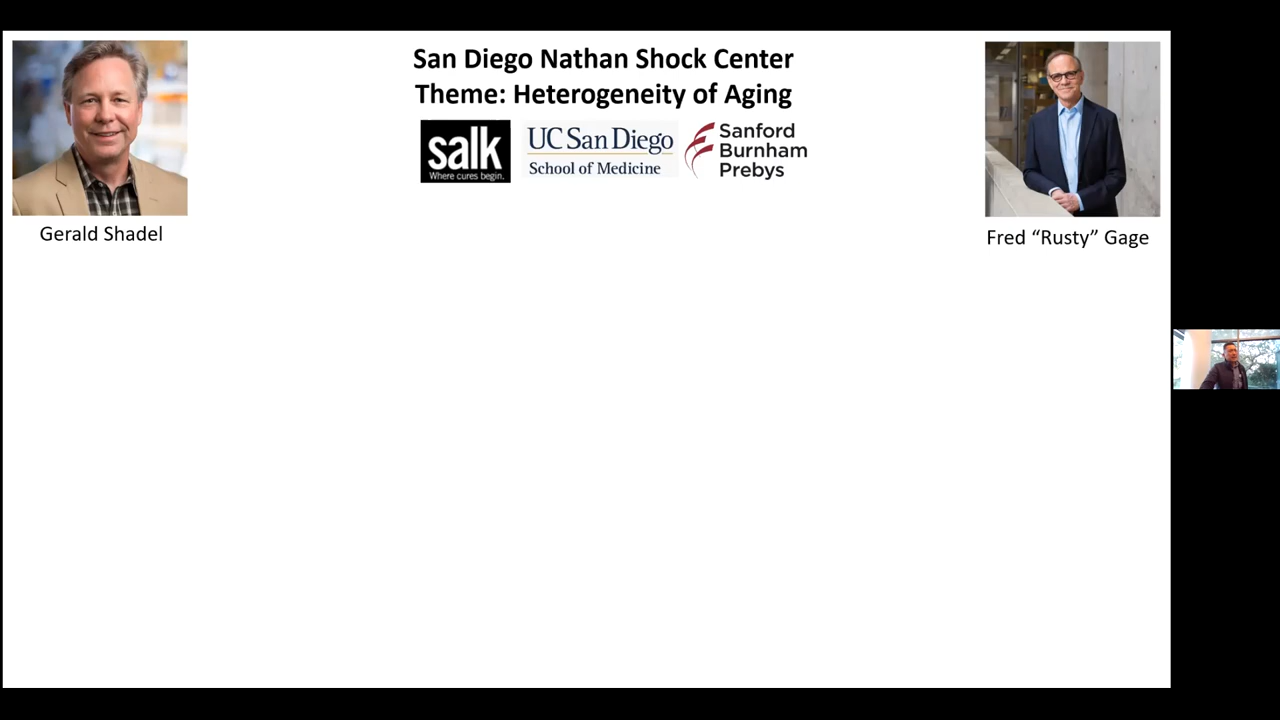 San Diego Nathan Shock Center
Theme: Heterogeneity of Aging
salk
Where cures begin.
UC San Diego
School of Medicine
Sanford
Burnham
Prebys
Gerald Shadel
Fred “Rusty” Gage